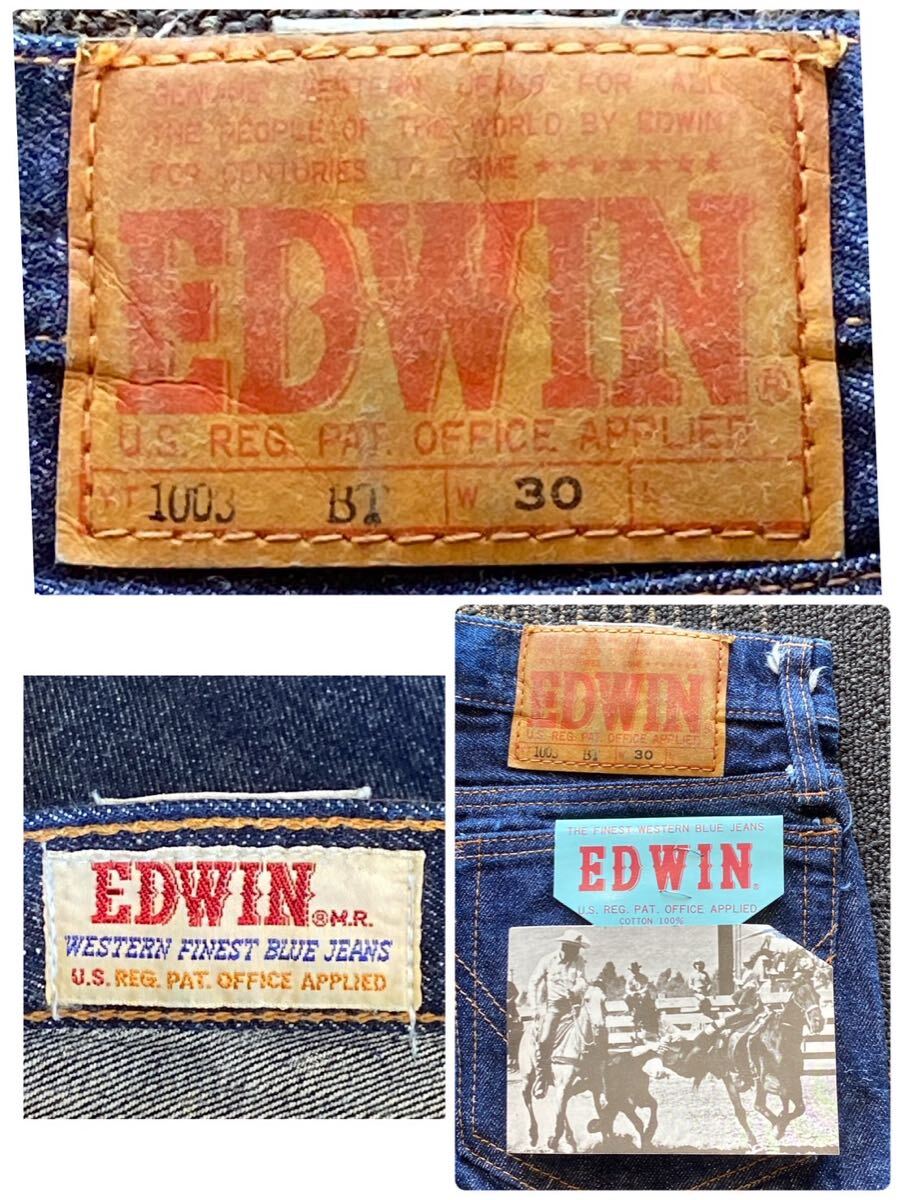 GENUINE WESTERN JEANS FOR ALL
THE PEOPLE OF THE WORLD BY EDWIN
FOR CENTURIES TO COME ★★★★★★★
EDWIN®
U.S. REG. PAT. OFFICE APPLIED
1003 BT W 30 L
EDWIN ® M.R.
WESTERN FINEST BLUE JEANS
U.S. REG. PAT. OFFICE APPLIED
EDWIN
U.S. REG. PAT. OFFICE APPLIED
1003 BT W 30
THE FINEST WESTERN BLUE JEANS
EDWIN®
U.S. REG. PAT. OFFICE APPLIED
COTTON 100%